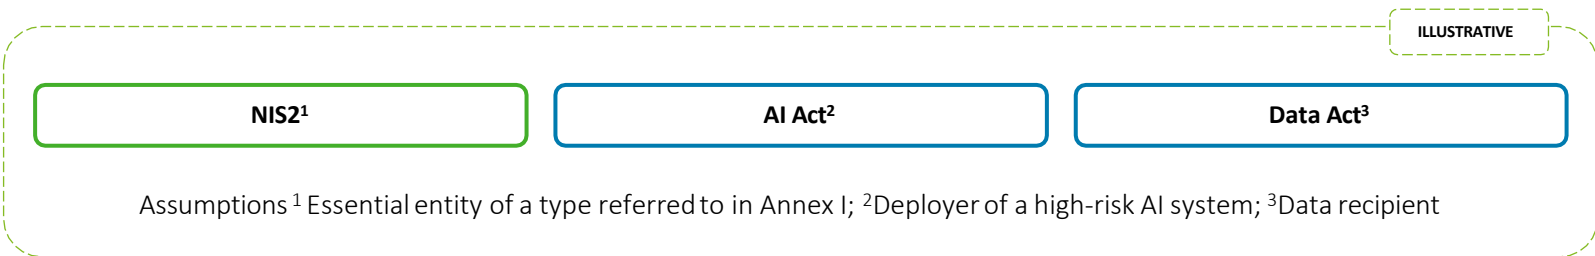 ILLUSTRATIVE
NIS2¹
AI Act²
Data Act³
Assumptions ¹ Essential entity of a type referred to in Annex I; ²Deployer of a high-risk AI system; ³Data recipient